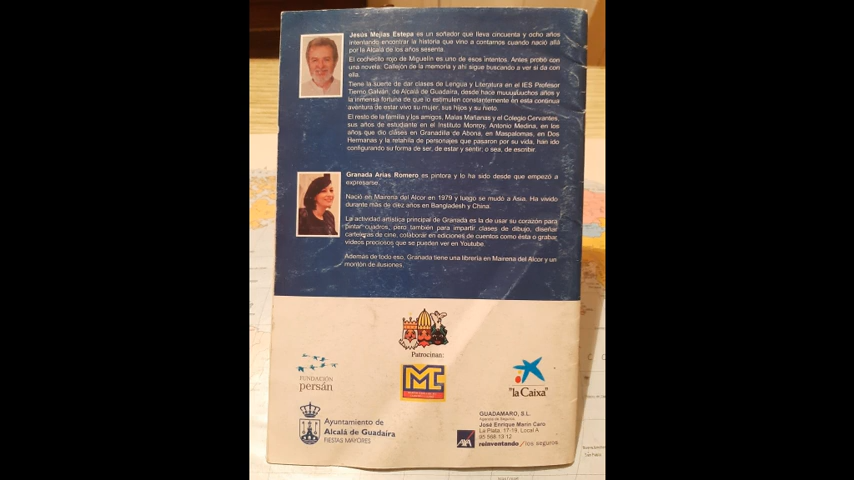 Jesús Mejías Estepa es un soñador que lleva cincuenta y ocho años
intentando encontrar la historia que vino a contarnos cuando nació allá
por la Alcalá de los años sesenta.
El cochecito rojo de Miguelín es uno de esos intentos. Antes probó con
una novela: Callejón de la memoria y ahí sigue buscando a ver si da con
ella.
Tiene la suerte de dar clases de Lengua y Literatura en el IES Profesor
Tierno Galván, de Alcalá de Guadaíra, desde hace muuuuuuchos años y
la inmensa fortuna de que lo estimulen constantemente en esta continua
aventura de estar vivo su mujer, sus hijos y su nieto.
El resto de la familia y los amigos, Malas Mañanas y el Colegio Cervantes,
sus años de estudiante en el Instituto Monroy, Antonio Medina, en los
años que dio clases en Granadilla de Abona, en Maspalomas, en Dos
Hermanas y la retahíla de personajes que pasaron por su vida, han ido
configurando su forma de ser, de estar y sentir, o sea, de escribir.
Granada Arias Romero es pintora y lo ha sido desde que empezó a
expresarse.
Nació en Mairena del Alcor en 1979 y luego se mudó a Asia. Ha vivido
durante más de diez años en Bangladesh y China.
La actividad artística principal de Granada es la de usar su corazón para
pintar cuadros, pero también para impartir clases de dibujo, diseñar
cartelería de cine, colaborar en ediciones de cuentos como ésta o grabar
vídeos preciosos que se pueden ver en Youtube.
Además de todo eso, Granada tiene una librería en Mairena del Alcor y un
montón de ilusiones.
Patrocinan:
FUNDACIÓN
persán
MC
"la Caixa"
Ayuntamiento de
Alcalá de Guadaíra
FIESTAS MAYORES
GUADAMARO, S.L.
Agencia de Seguros
José Enrique Marín Caro
La Plata, 17-19, Local A
95 568 13 12
AXA reinventando / los seguros